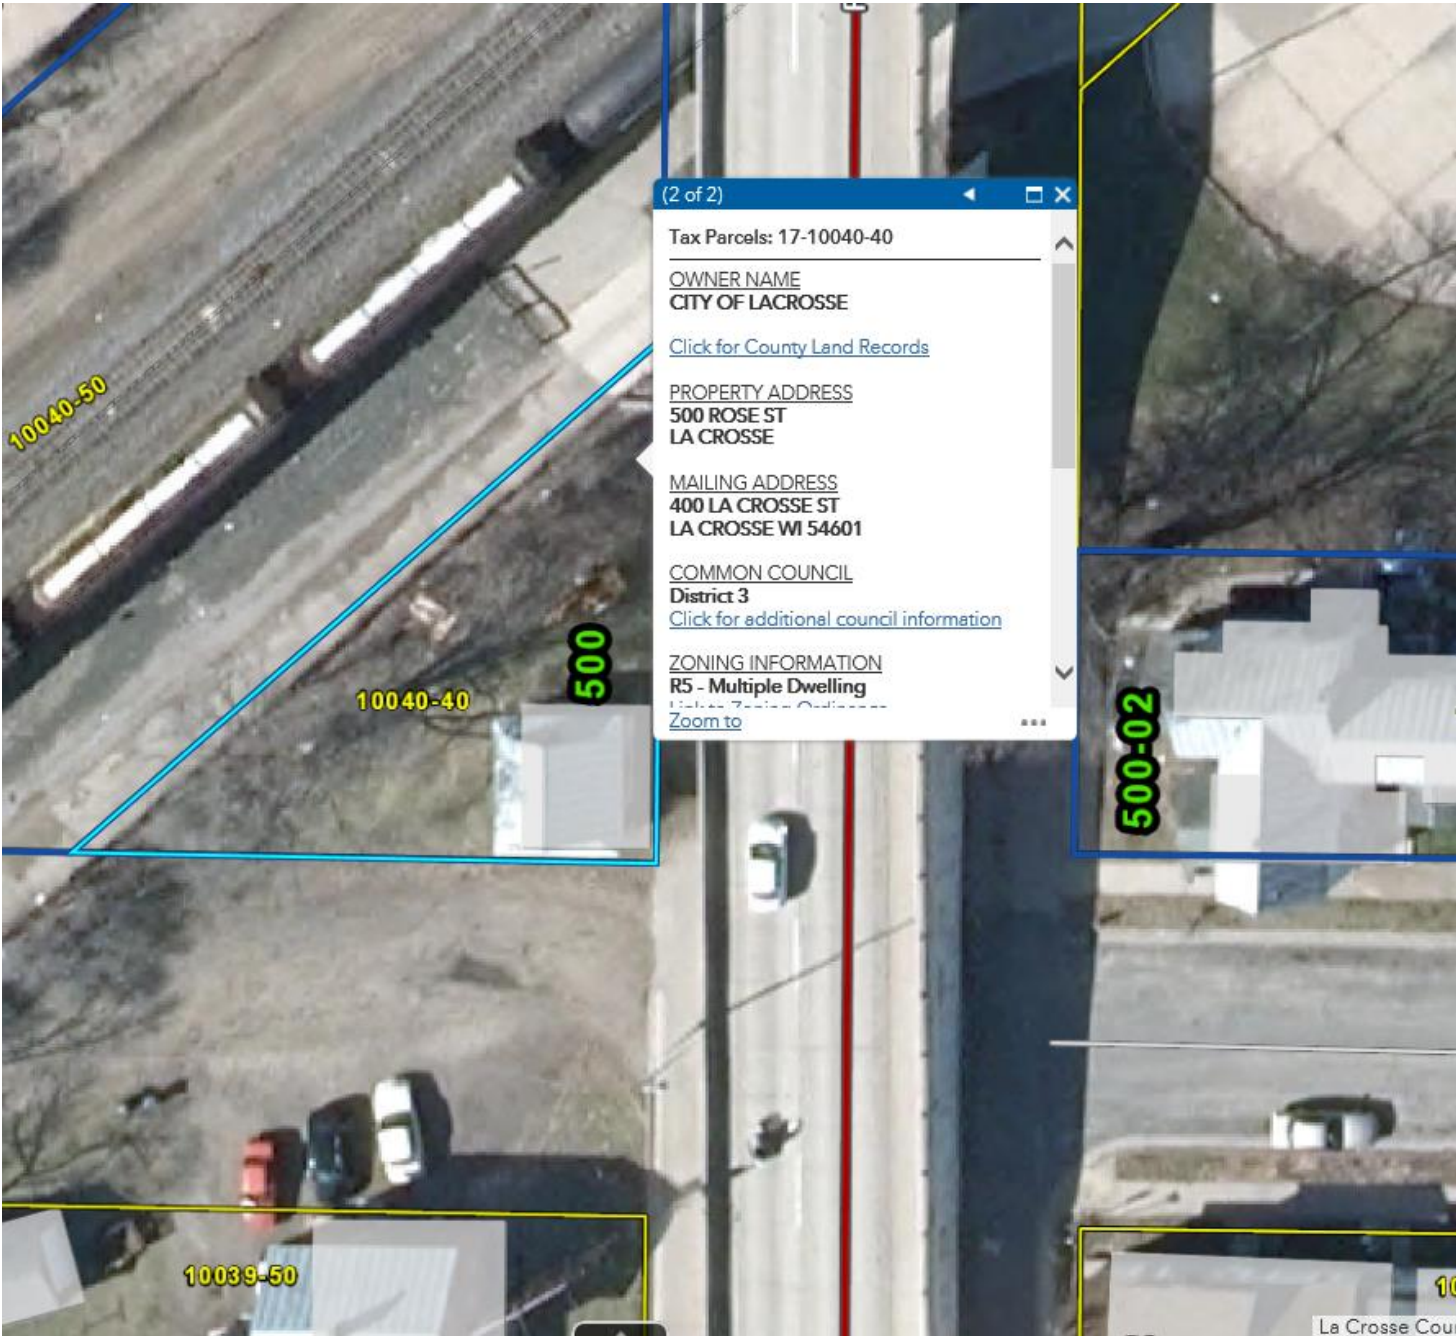 (2 of 2)
Tax Parcels: 17-10040-40
OWNER NAME
CITY OF LACROSSE
Click for County Land Records
PROPERTY ADDRESS
500 ROSE ST
LA CROSSE
MAILING ADDRESS
400 LA CROSSE ST
LA CROSSE WI 54601
COMMON COUNCIL
District 3
Click for additional council information
ZONING INFORMATION
R5 - Multiple Dwelling
Zoom to
10040-50
500
10040-40
500-02
10039-50
10
La Crosse Cou